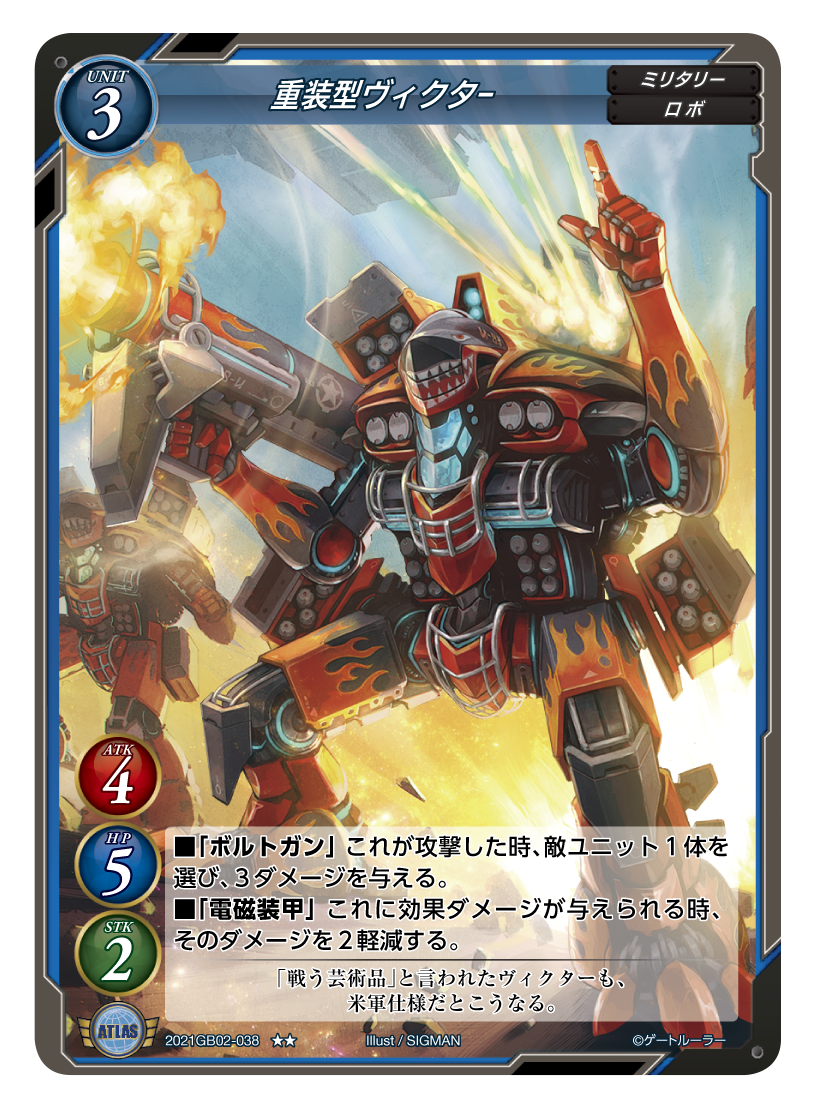 UNIT
3
重装型ヴィクター
ミリタリー
ロボ
ATK
4
HP
5
STK
2
■「ボルトガン」これが攻撃した時、敵ユニット１体を
選び、３ダメージを与える。
■「電磁装甲」これに効果ダメージが与えられる時、
そのダメージを２軽減する。
「戦う芸術品」と言われたヴィクターも、
米軍仕様だとこうなる。
ATLAS
2021GB02-038 ★★
Illust / SIGMAN
©ゲートルーラー